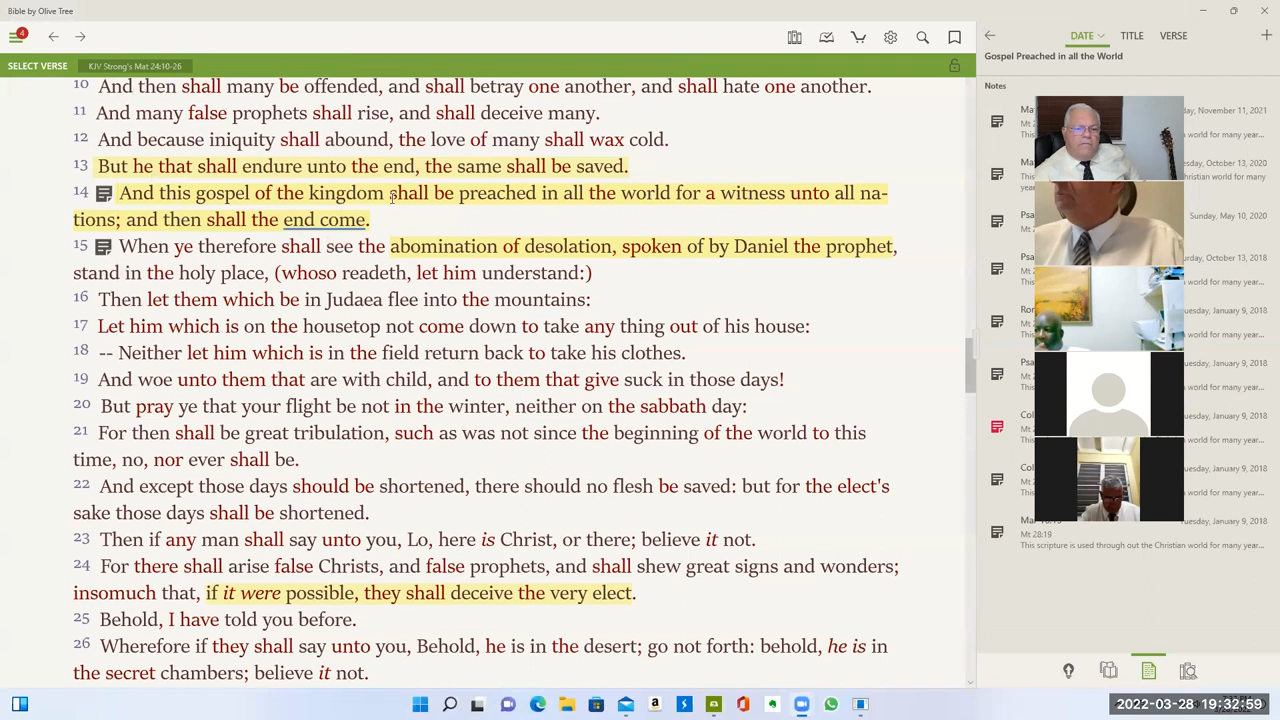 Bible by Olive Tree
4
DATE TITLE VERSE
Gospel Preached in all the World
SELECT VERSE KJV Strong's Mat 24:10-26
10 And then shall many be offended, and shall betray one another, and shall hate one another.
11 And many false prophets shall rise, and shall deceive many.
12 And because iniquity shall abound, the love of many shall wax cold.
13 But he that shall endure unto the end, the same shall be saved.
14 And this gospel of the kingdom shall be preached in all the world for a witness unto all na-
tions; and then shall the end come.
15 When ye therefore shall see the abomination of desolation, spoken of by Daniel the prophet,
stand in the holy place, (whoso readeth, let him understand:)
16 Then let them which be in Judaea flee into the mountains:
17 Let him which is on the housetop not come down to take any thing out of his house:
18 -- Neither let him which is in the field return back to take his clothes.
19 And woe unto them that are with child, and to them that give suck in those days!
20 But pray ye that your flight be not in the winter, neither on the sabbath day:
21 For then shall be great tribulation, such as was not since the beginning of the world to this
time, no, nor ever shall be.
22 And except those days should be shortened, there should no flesh be saved: but for the elect's
sake those days shall be shortened.
23 Then if any man shall say unto you, Lo, here is Christ, or there; believe it not.
24 For there shall arise false Christs, and false prophets, and shall shew great signs and wonders;
insomuch that, if it were possible, they shall deceive the very elect.
25 Behold, I have told you before.
26 Wherefore if they shall say unto you, Behold, he is in the desert; go not forth: behold, he is in
the secret chambers; believe it not.
Notes
day, November 11, 2021
day, October 13, 2020
Sunday, May 10, 2020
turday, October 13, 2018
uesday, January 9, 2018
uesday, January 9, 2018
uesday, January 9, 2018
uesday, January 9, 2018
uesday, January 9, 2018
Mt 28:19
This scripture is used through out the Christian world for many year...
2022-03-28 19:32:59